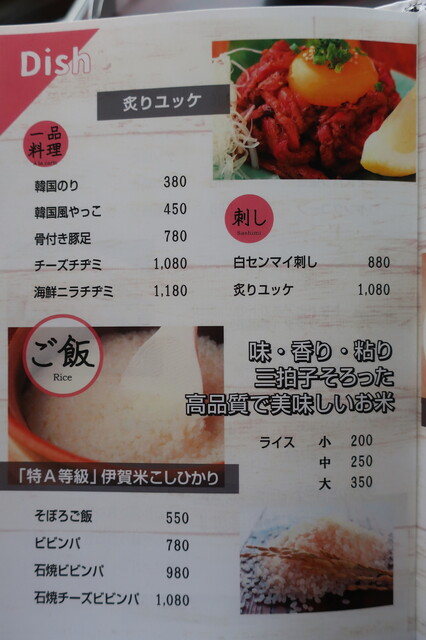 Dish
炙りユッケ
一品
料理
韓国のり 380
韓国風やっこ 450
骨付き豚足 780
チーズチヂミ 1,080
海鮮ニラチヂミ 1,180
刺し
Sashimi
白センマイ刺し 880
炙りユッケ 1,080
ご飯
Rice
味・香り・粘り
三拍子そろった
高品質で美味しいお米
「特A等級」伊賀米こしひかり
ライス 小 200
中 250
大 350
そぼろご飯 550
ビビンバ 780
石焼ビビンバ 980
石焼チーズビビンバ 1,080